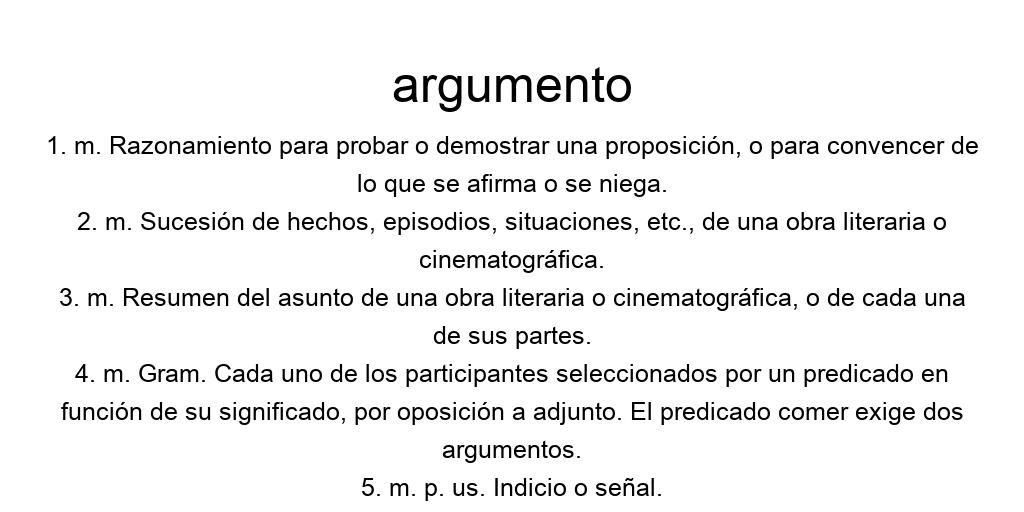 argumento
1. m. Razonamiento para probar o demostrar una proposición, o para convencer de
lo que se afirma o se niega.
2. m. Sucesión de hechos, episodios, situaciones, etc., de una obra literaria o
cinematográfica.
3. m. Resumen del asunto de una obra literaria o cinematográfica, o de cada una
de sus partes.
4. m. Gram. Cada uno de los participantes seleccionados por un predicado en
función de su significado, por oposición a adjunto. El predicado comer exige dos
argumentos.
5. m. p. us. Indicio o señal.